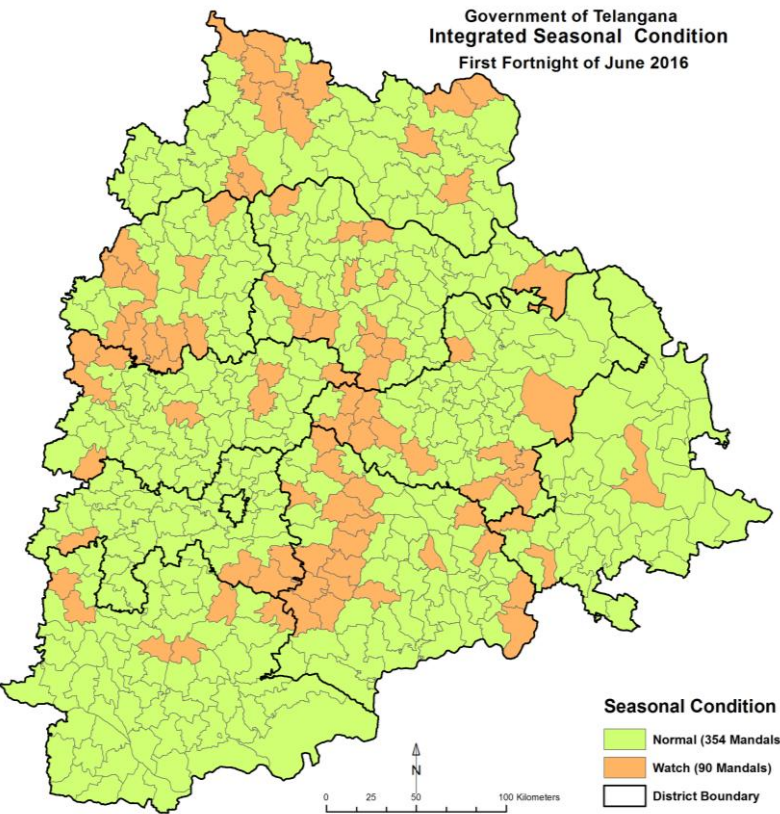 Government of Telangana
Integrated Seasonal Condition
First Fortnight of June 2016
Seasonal Condition
Normal (354 Mandals
Watch (90 Mandals)
District Boundary
N
0 25 50 100 Kilometers